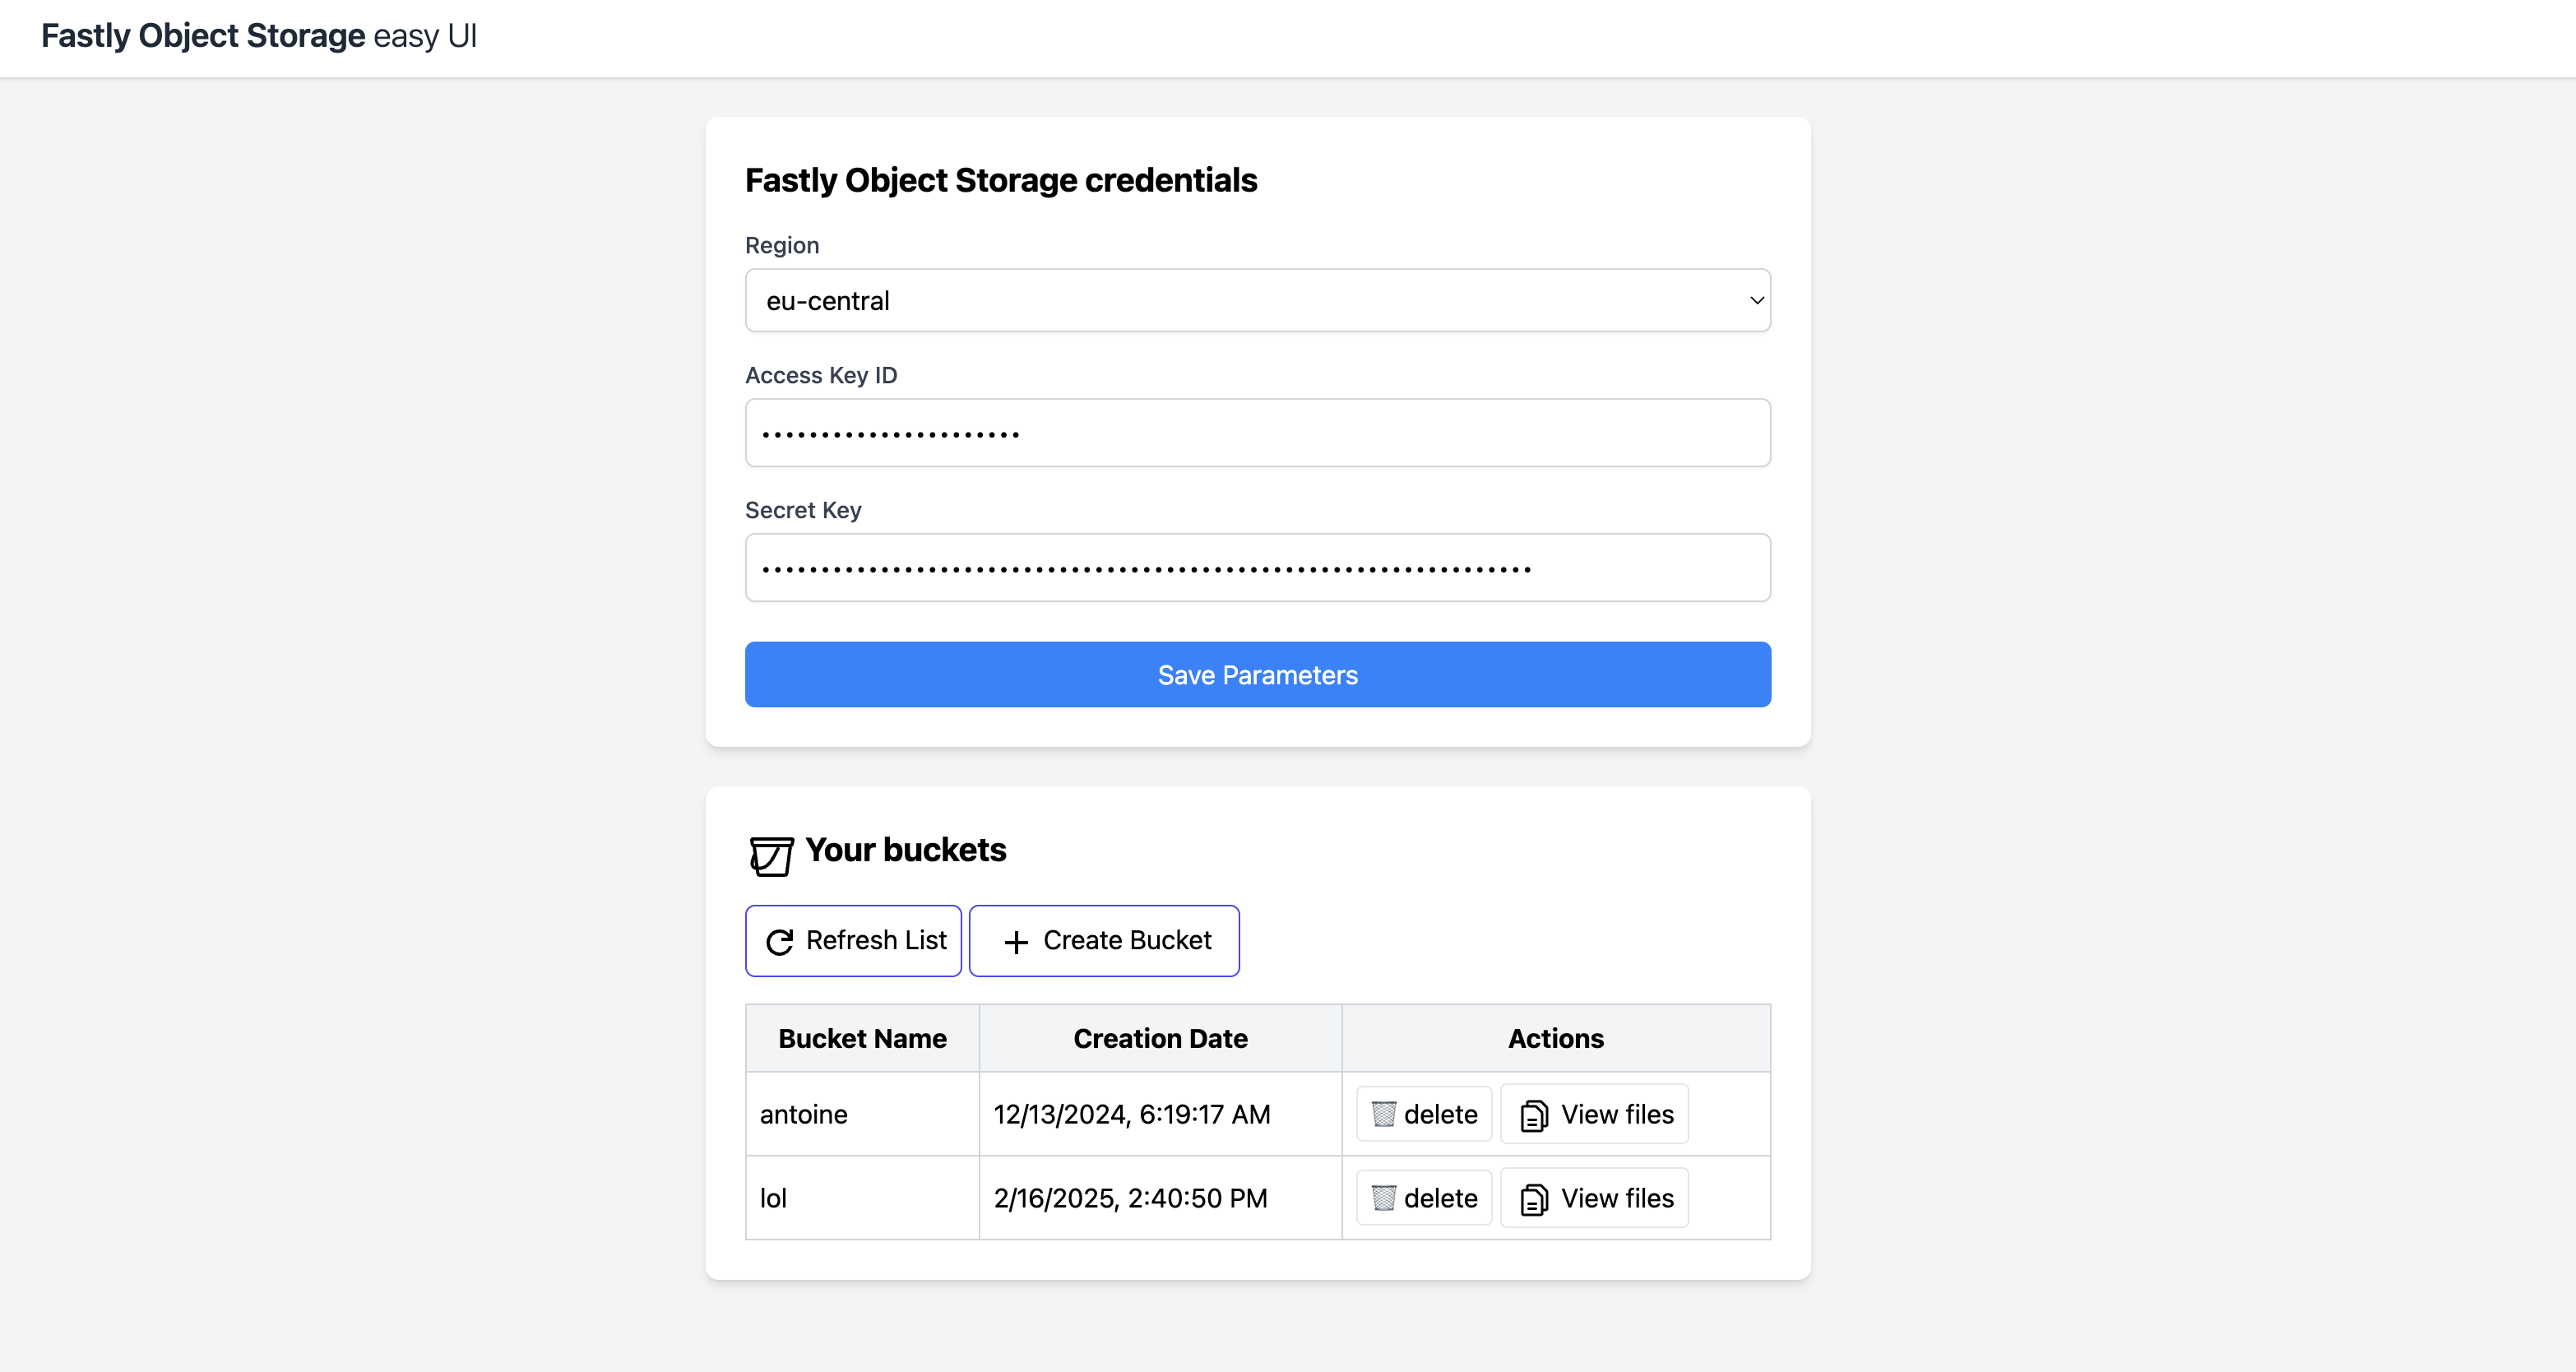 Fastly Object Storage easy UI
Fastly Object Storage credentials
Region
eu-central
Access Key ID
••••••••••••••••••••••
Secret Key
•••••••••••••••••••••••••••••••••••••••••••••••••••••••••••••••••
Save Parameters
Your buckets
Refresh List + Create Bucket
Bucket Name Creation Date Actions
antoine 12/13/2024, 6:19:17 AM delete View files
lol 2/16/2025, 2:40:50 PM delete View files